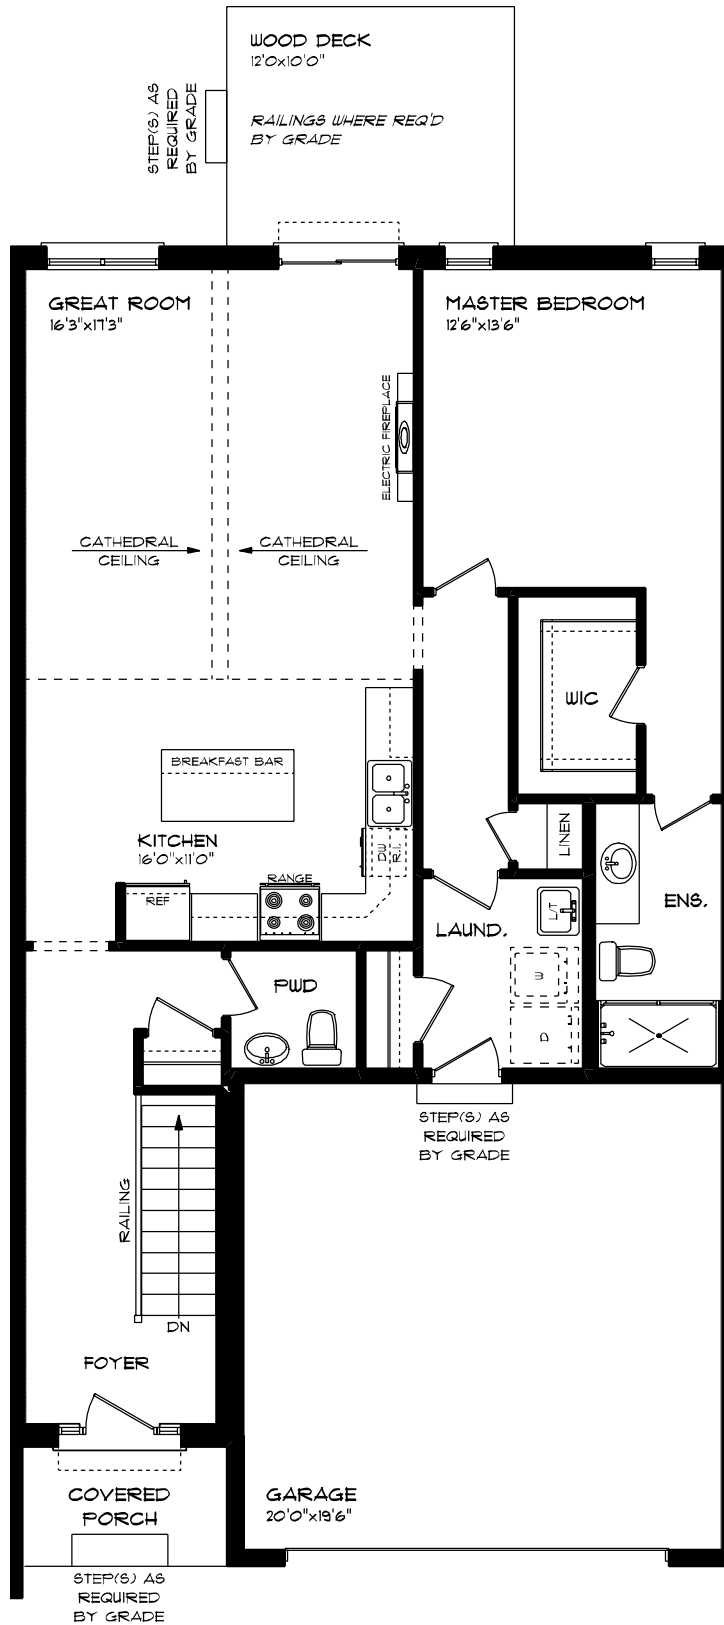 WOOD DECK
12'0x10'0"
STEP(S) AS
REQUIRED
BY GRADE
RAILINGS WHERE REQ'D
BY GRADE
GREAT ROOM
16'3"x17'3"
MASTER BEDROOM
12'6"x13'6"
ELECTRIC FIREPLACE
CATHEDRAL
CEILING
CATHEDRAL
CEILING
WIC
BREAKFAST BAR
KITCHEN
16'0"x11'0"
DW
R.I.
LINEN
RANGE
REF
ENS.
L/T
LAUND.
W
PWD
D
STEP(S) AS
REQUIRED
BY GRADE
RAILING
DN
FOYER
COVERED
PORCH
GARAGE
20'0"x19'6"
STEP(S) AS
REQUIRED
BY GRADE